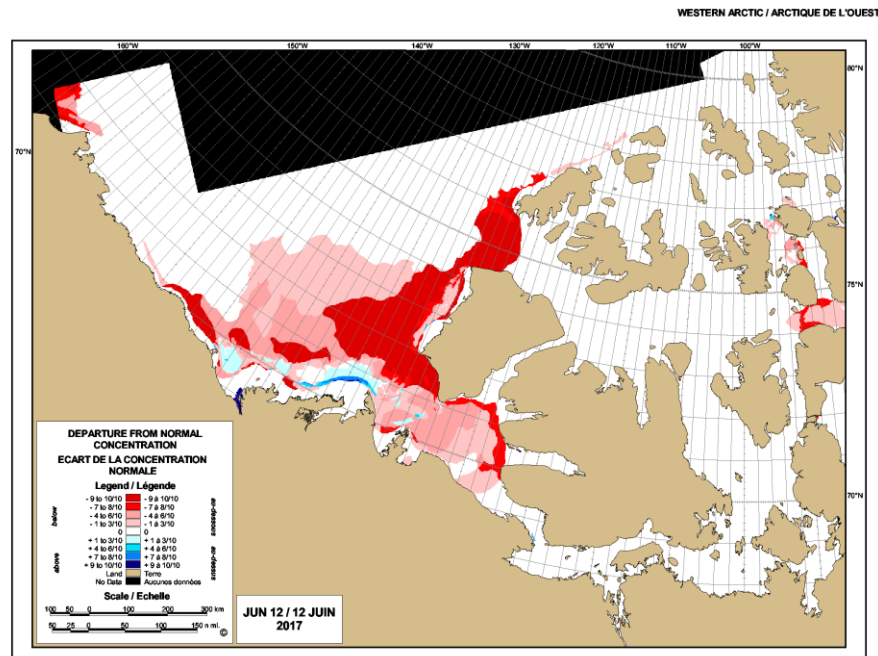 WESTERN ARCTIC / ARCTIQUE DE L'OUEST
160°W 150°W 140°W 130°W 120°W 110°W 100°W
80°N
70°N
75°N
70°N
DEPARTURE FROM NORMAL
CONCENTRATION
ECART DE LA CONCENTRATION
NORMALE
Legend / Légende
below
above
- 9 to 10/10 - 9 à 10/10
- 7 to 8/10 - 7 à 8/10
- 4 to 6/10 - 4 à 6/10
- 1 to 3/10 - 1 à 3/10
0 0
+ 1 to 3/10 + 1 à 3/10
+ 4 to 6/10 + 4 à 6/10
+ 7 to 8/10 + 7 à 8/10
+ 9 to 10/10 + 9 à 10/10
Land Terre
No Data Aucunes données
au-dessous
au-dessus
Scale / Echelle
100 50 0 100 200 300 km
50 25 0 50 100 150 n mi.
©
JUN 12 / 12 JUIN
2017